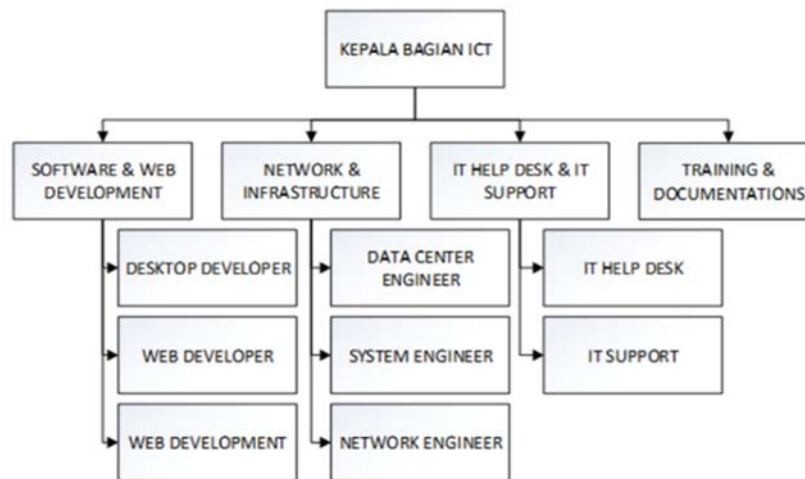 KEPALA BAGIAN ICT
SOFTWARE & WEB
DEVELOPMENT
NETWORK &
INFRASTRUCTURE
IT HELP DESK & IT
SUPPORT
TRAINING &
DOCUMENTATIONS
DESKTOP DEVELOPER
DATA CENTER
ENGINEER
IT HELP DESK
WEB DEVELOPER
SYSTEM ENGINEER
IT SUPPORT
WEB DEVELOPMENT
NETWORK ENGINEER